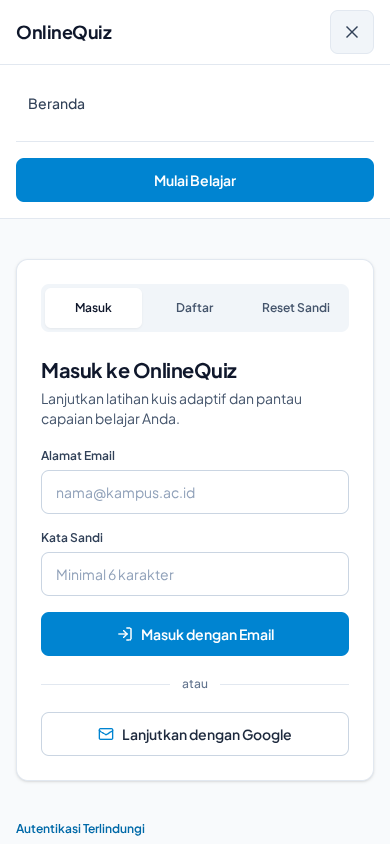 OnlineQuiz
Beranda
Mulai Belajar
Masuk
Daftar
Reset Sandi
Masuk ke OnlineQuiz
Lanjutkan latihan kuis adaptif dan pantau
capaian belajar Anda.
Alamat Email
nama@kampus.ac.id
Kata Sandi
Minimal 6 karakter
Masuk dengan Email
atau
Lanjutkan dengan Google
Autentikasi Terlindungi